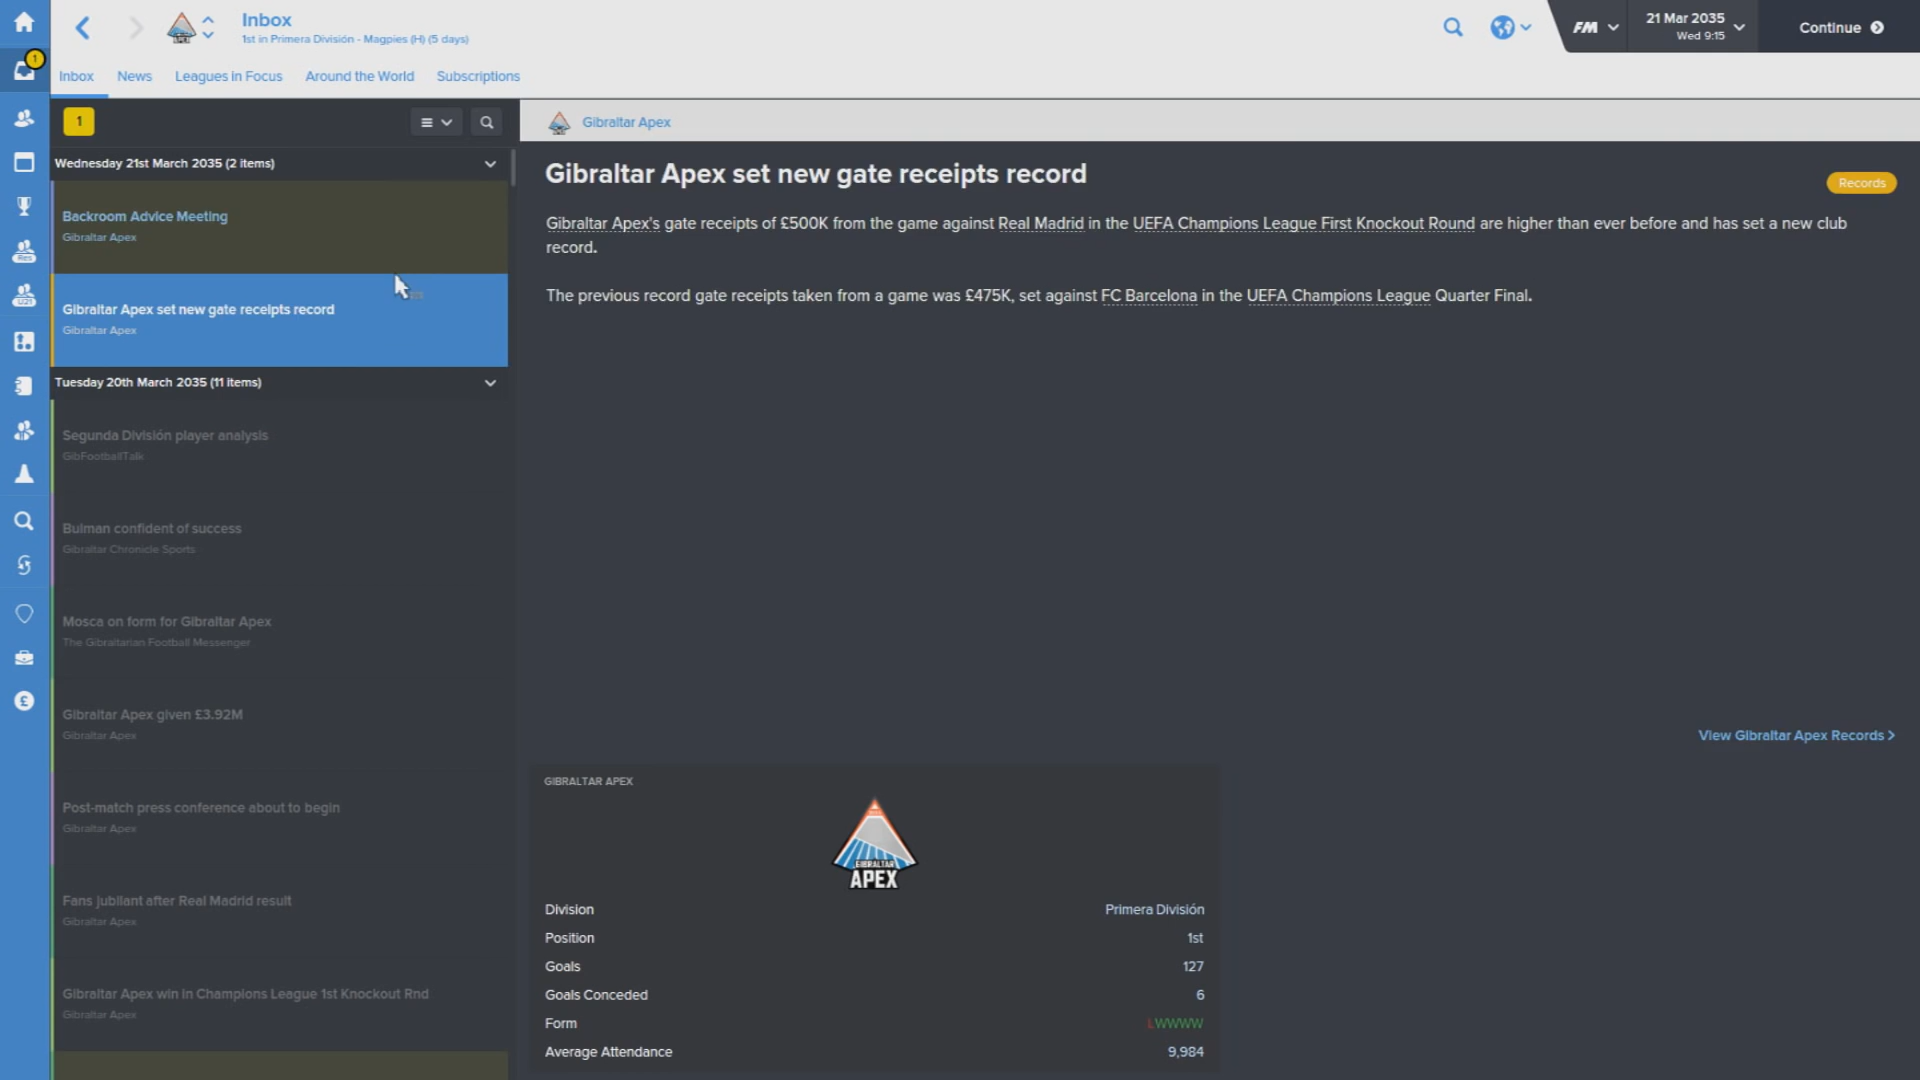 Inbox
1st in Primera División - Magpies (H) (5 days)
FM
21 Mar 2035
Wed 9:15
Continue
1
Inbox
News
Leagues in Focus
Around the World
Subscriptions
1
Gibraltar Apex
Wednesday 21st March 2035 (2 items)
Backroom Advice Meeting
Gibraltar Apex
Gibraltar Apex set new gate receipts record
Gibraltar Apex
Tuesday 20th March 2035 (11 items)
Segunda División player analysis
GibFootballTalk
Bulman confident of success
Gibraltar Chronicle Sports
Mosca on form for Gibraltar Apex
The Gibraltarian Football Messenger
Gibraltar Apex given £3.92M
Gibraltar Apex
Post-match press conference about to begin
Gibraltar Apex
Fans jubilant after Real Madrid result
Gibraltar Apex
Gibraltar Apex win in Champions League 1st Knockout Rnd
Gibraltar Apex
Res
U21
Gibraltar Apex set new gate receipts record
Records
Gibraltar Apex's gate receipts of £500K from the game against Real Madrid in the UEFA Champions League First Knockout Round are higher than ever before and has set a new club
record.
The previous record gate receipts taken from a game was £475K, set against FC Barcelona in the UEFA Champions League Quarter Final.
View Gibraltar Apex Records >
GIBRALTAR APEX
GIBRALTAR
APEX
Division Primera División
Position 1st
Goals 127
Goals Conceded 6
Form LWWWW
Average Attendance 9,984